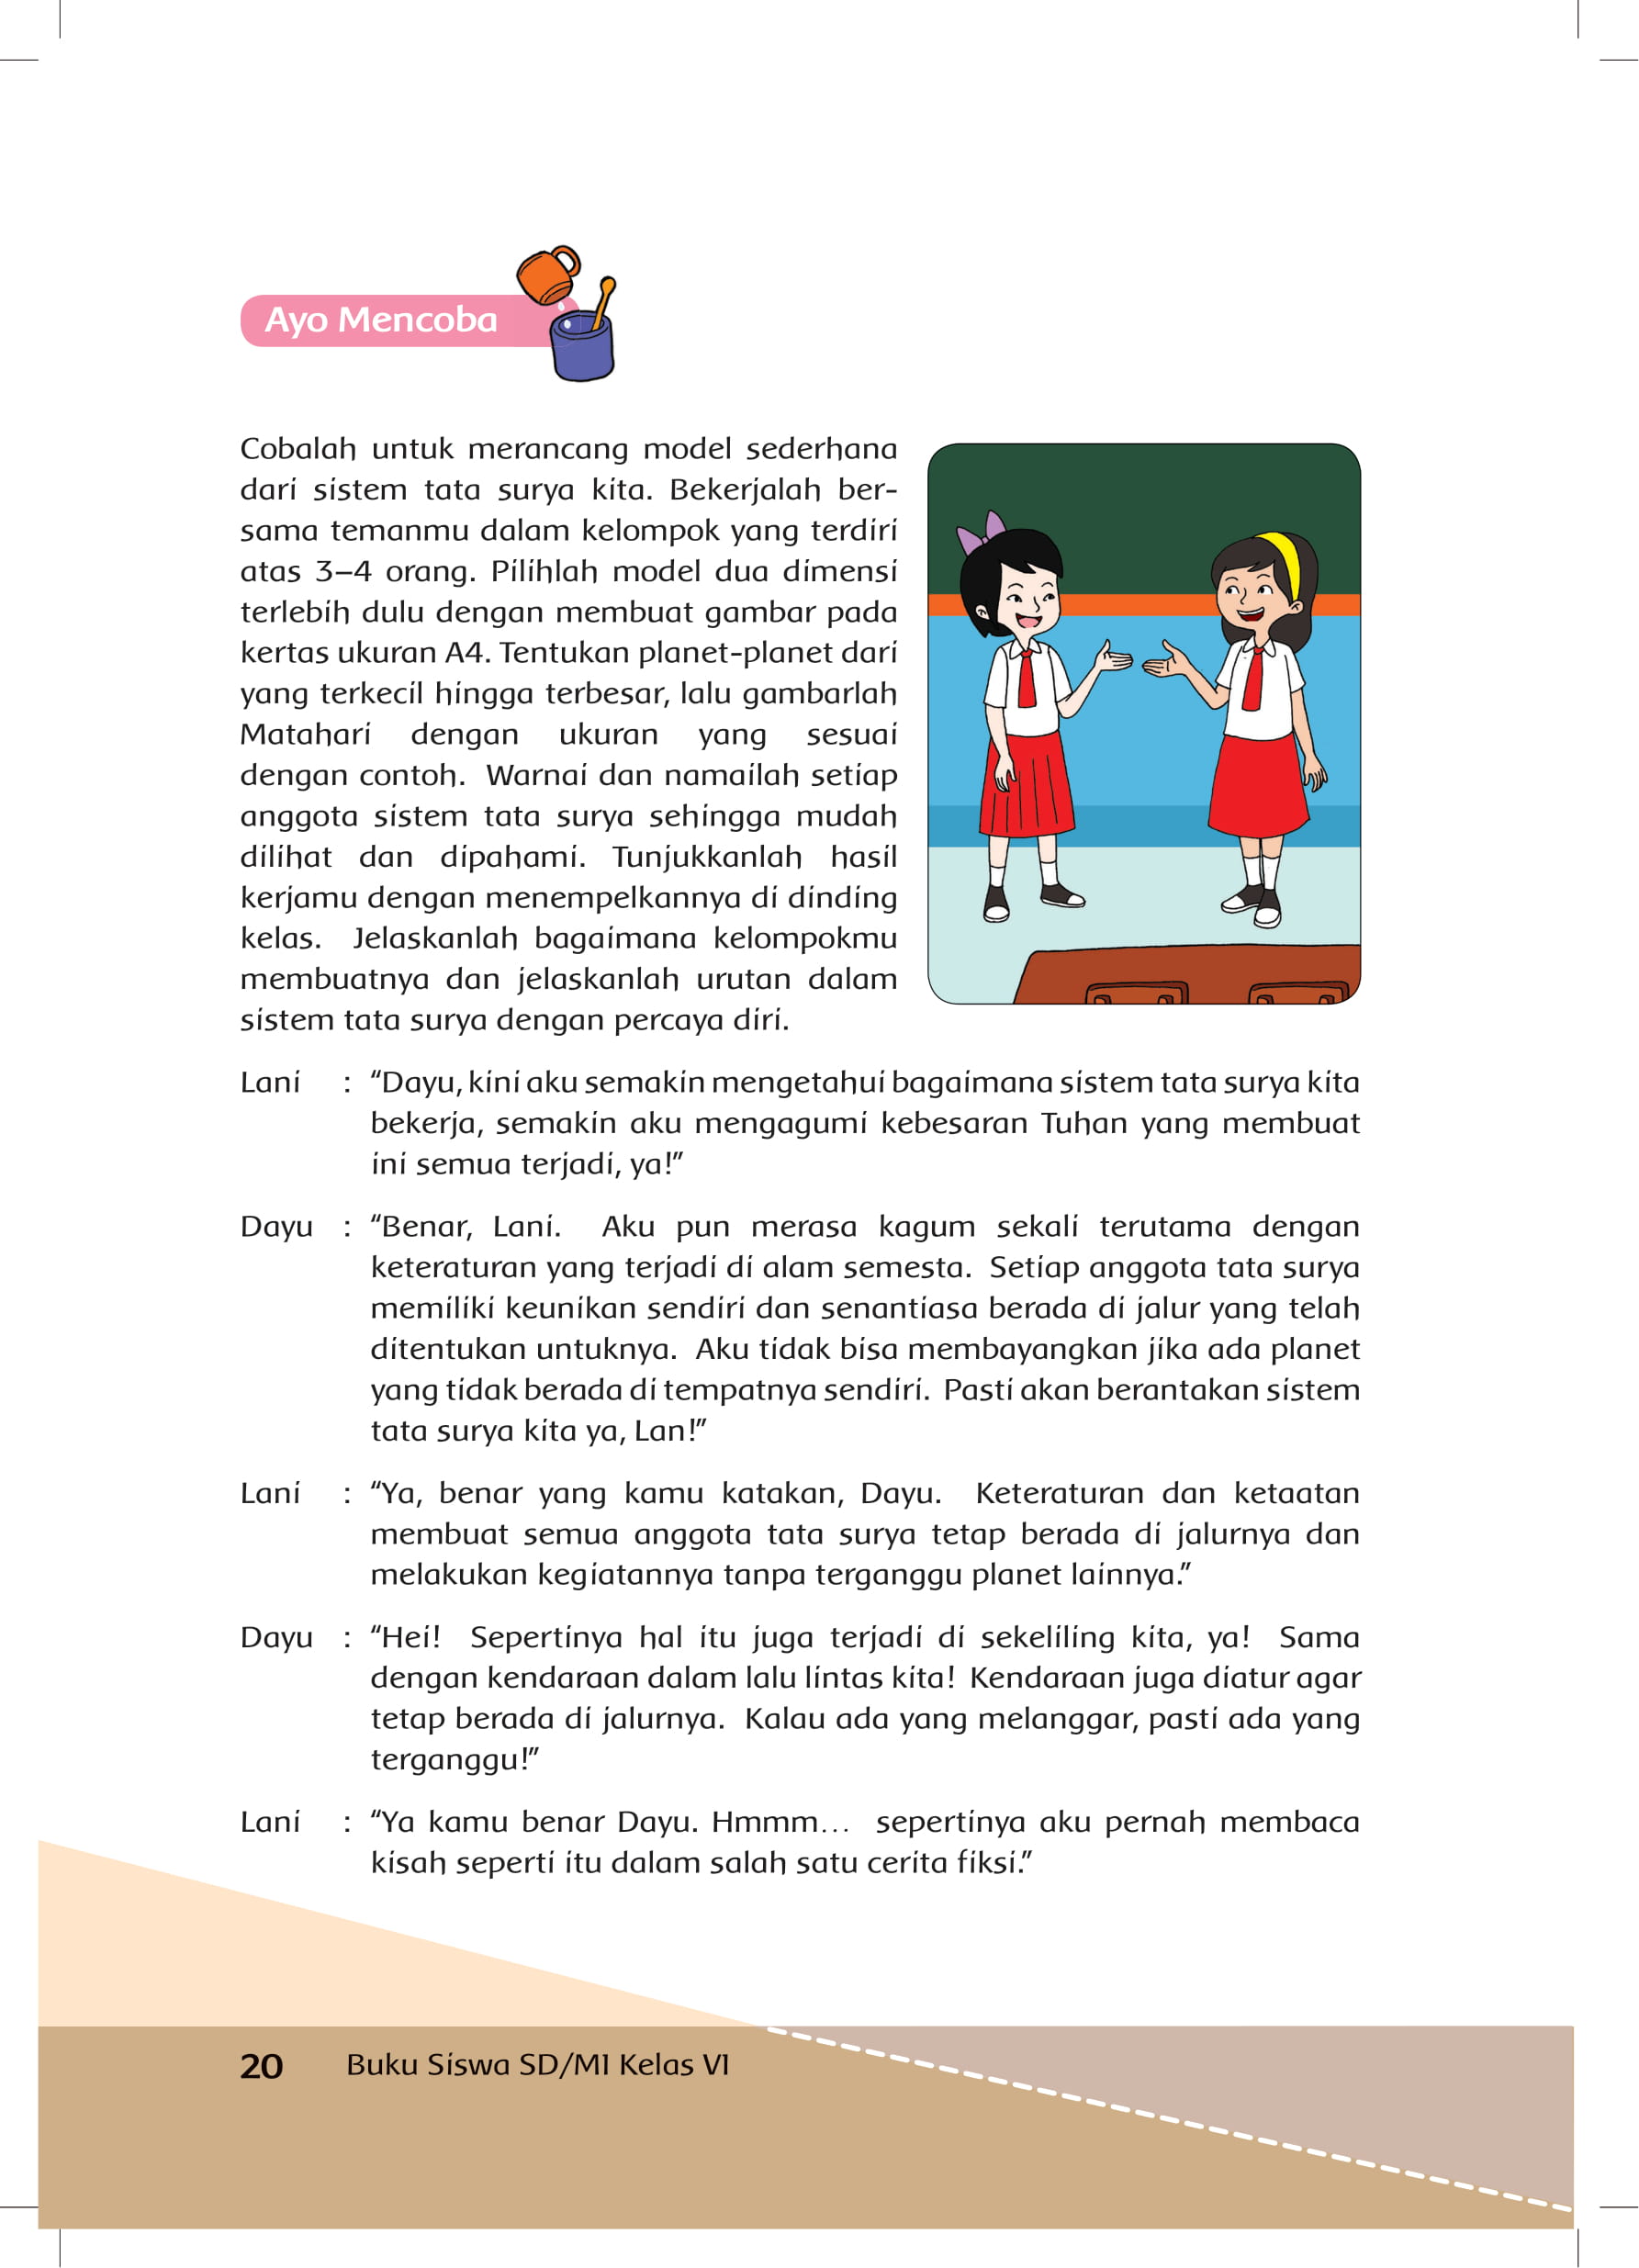 Ayo Mencoba
Cobalah untuk merancang model sederhana
dari sistem tata surya kita. Bekerjalah ber-
sama temanmu dalam kelompok yang terdiri
atas 3–4 orang. Pilihlah model dua dimensi
terlebih dulu dengan membuat gambar pada
kertas ukuran A4. Tentukan planet-planet dari
yang terkecil hingga terbesar, lalu gambarlah
Matahari dengan ukuran yang sesuai
dengan contoh. Warnai dan namailah setiap
anggota sistem tata surya sehingga mudah
dilihat dan dipahami. Tunjukkanlah hasil
kerjamu dengan menempelkannya di dinding
kelas. Jelaskanlah bagaimana kelompokmu
membuatnya dan jelaskanlah urutan dalam
sistem tata surya dengan percaya diri.
Lani : “Dayu, kini aku semakin mengetahui bagaimana sistem tata surya kita
bekerja, semakin aku mengagumi kebesaran Tuhan yang membuat
ini semua terjadi, ya!”
Dayu : “Benar, Lani. Aku pun merasa kagum sekali terutama dengan
keteraturan yang terjadi di alam semesta. Setiap anggota tata surya
memiliki keunikan sendiri dan senantiasa berada di jalur yang telah
ditentukan untuknya. Aku tidak bisa membayangkan jika ada planet
yang tidak berada di tempatnya sendiri. Pasti akan berantakan sistem
tata surya kita ya, Lan!”
Lani : “Ya, benar yang kamu katakan, Dayu. Keteraturan dan ketaatan
membuat semua anggota tata surya tetap berada di jalurnya dan
melakukan kegiatannya tanpa terganggu planet lainnya.”
Dayu : “Hei! Sepertinya hal itu juga terjadi di sekeliling kita, ya! Sama
dengan kendaraan dalam lalu lintas kita! Kendaraan juga diatur agar
tetap berada di jalurnya. Kalau ada yang melanggar, pasti ada yang
terganggu!”
Lani : “Ya kamu benar Dayu. Hmmm… sepertinya aku pernah membaca
kisah seperti itu dalam salah satu cerita fiksi.”
20 Buku Siswa SD/MI Kelas VI